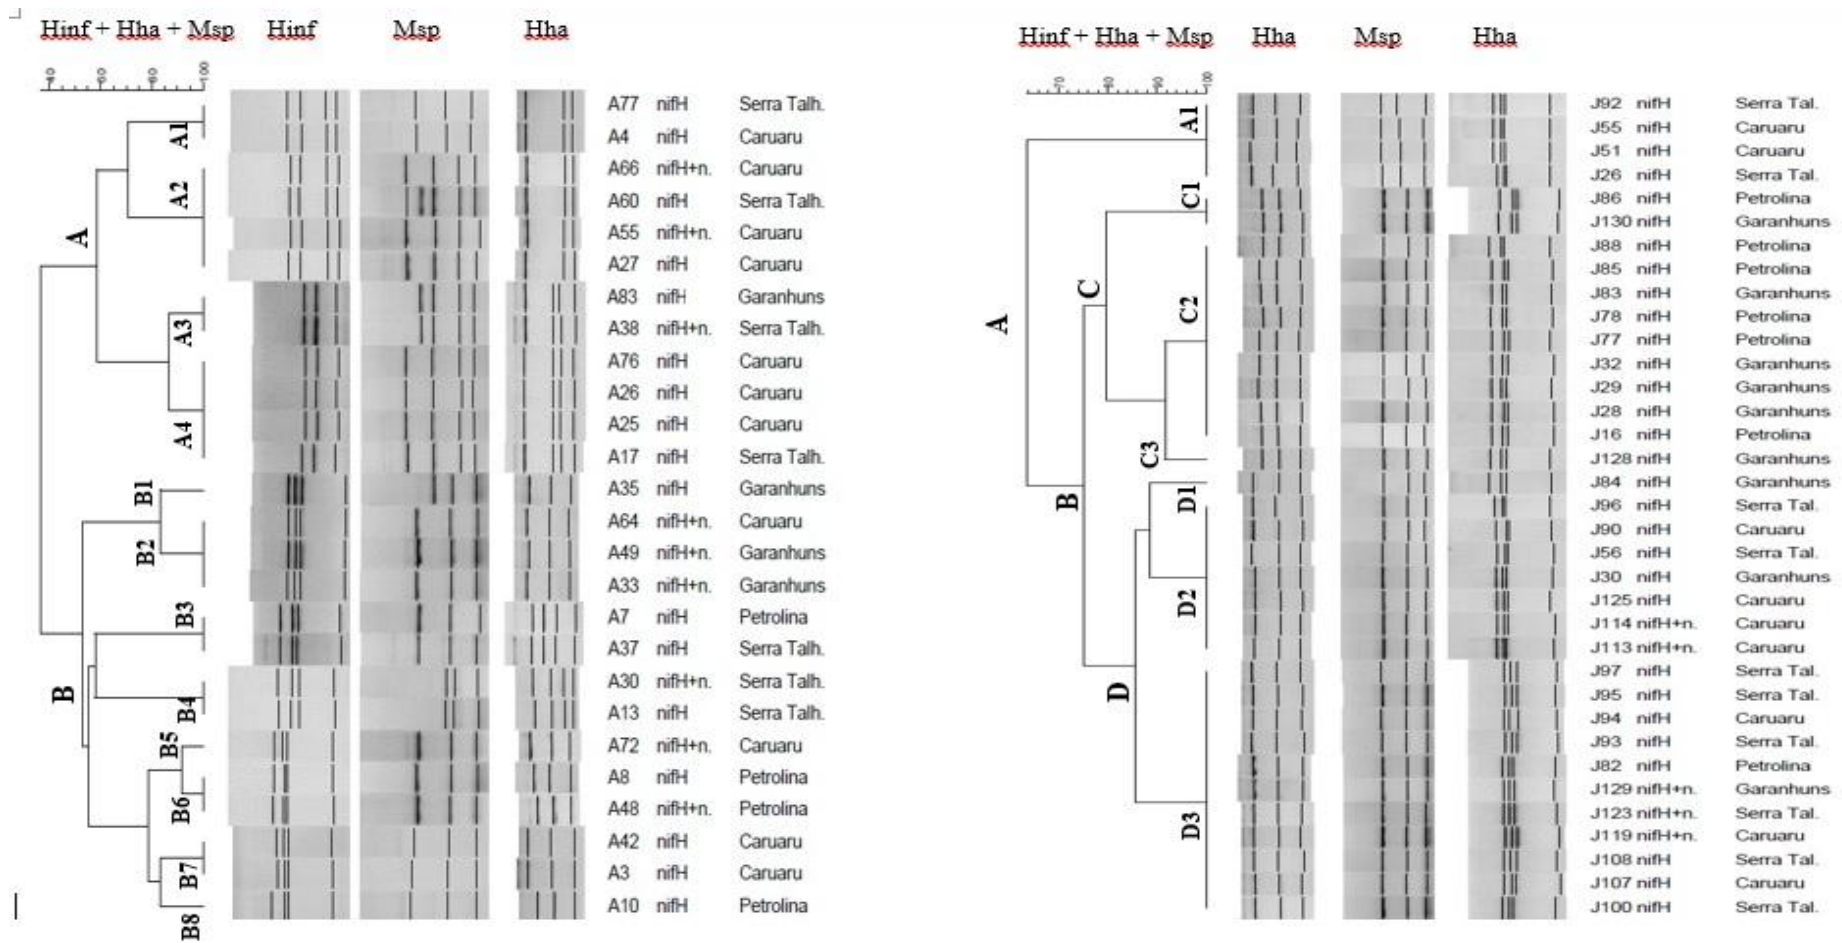 Hinf + Hha + Msp Hinf Msp Hha
40 60 80 100
A77 nifH Serra Talh.
A4 nifH Caruaru
A66 nifH+n. Caruaru
A60 nifH Serra Talh.
A55 nifH+n. Caruaru
A27 nifH Caruaru
A83 nifH Garanhuns
A38 nifH+n. Serra Talh.
A76 nifH Caruaru
A26 nifH Caruaru
A25 nifH Caruaru
A17 nifH Serra Talh.
A35 nifH Garanhuns
A64 nifH+n. Caruaru
A49 nifH+n. Garanhuns
A33 nifH+n. Garanhuns
A7 nifH Petrolina
A37 nifH Serra Talh.
A30 nifH+n. Serra Talh.
A13 nifH Serra Talh.
A72 nifH+n. Caruaru
A8 nifH Petrolina
A48 nifH+n. Petrolina
A42 nifH Caruaru
A3 nifH Caruaru
A10 nifH Petrolina
A1
A2
A
A3
A4
B1
B2
B3
B
B4
B5
B6
B7
B8
Hinf + Hha + Msp Hha Msp Hha
70 80 90 100
J92 nifH Serra Tal.
J55 nifH Caruaru
J51 nifH Caruaru
J26 nifH Serra Tal.
J86 nifH Petrolina
J130 nifH Garanhuns
J88 nifH Petrolina
J85 nifH Petrolina
J83 nifH Garanhuns
J78 nifH Petrolina
J77 nifH Petrolina
J32 nifH Garanhuns
J29 nifH Garanhuns
J28 nifH Garanhuns
J16 nifH Petrolina
J128 nifH Garanhuns
J84 nifH Garanhuns
J96 nifH Serra Tal.
J90 nifH Caruaru
J56 nifH Serra Tal.
J30 nifH Garanhuns
J125 nifH Caruaru
J114 nifH+n. Caruaru
J113 nifH+n. Caruaru
J97 nifH Serra Tal.
J95 nifH Serra Tal.
J94 nifH Caruaru
J93 nifH Serra Tal.
J82 nifH Petrolina
J129 nifH+n. Garanhuns
J123 nifH+n. Serra Tal.
J119 nifH+n. Caruaru
J108 nifH Serra Tal.
J107 nifH Caruaru
J100 nifH Serra Tal.
A1
C1
C
C2
A
C3
B
D1
D2
D
D3